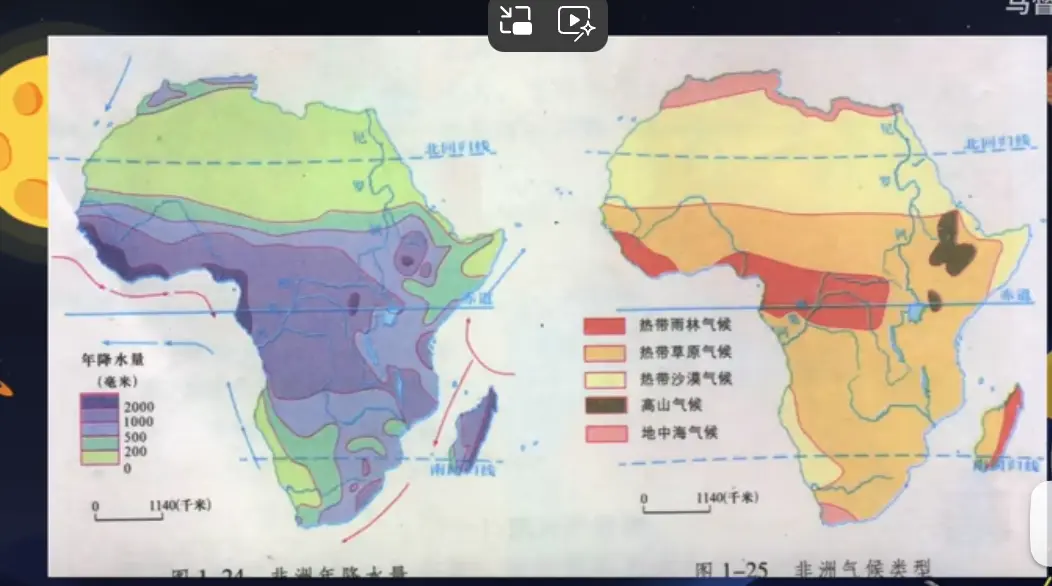 北回归线
尼
罗
河
赤道
年降水量
(毫米)
2000
1000
500
200
0
南回归线
0 1140(千米)
图 1-24 非洲年降水量
北回归线
尼
罗
河
赤道
热带雨林气候
热带草原气候
热带沙漠气候
高山气候
地中海气候
南回归线
0 1140(千米)
图 1-25 非洲气候类型